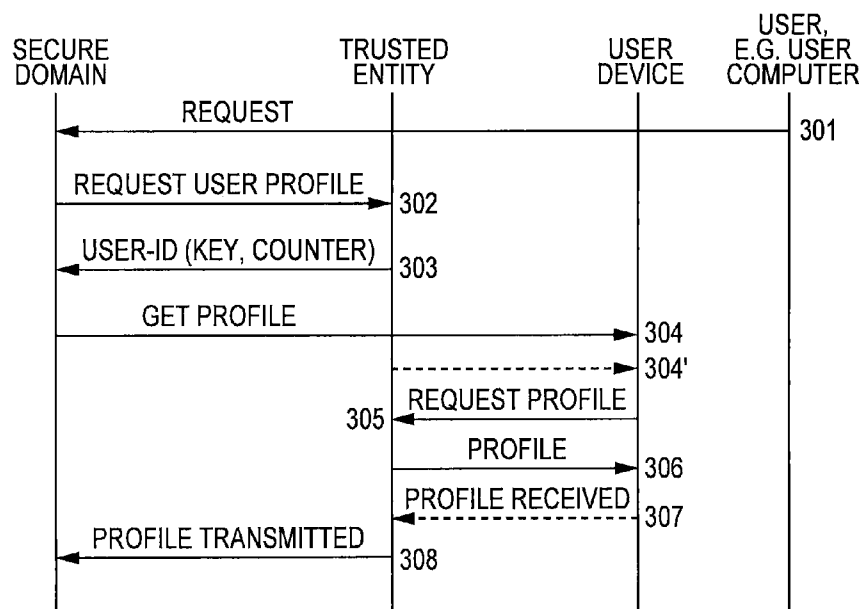 SECURE
DOMAIN
TRUSTED
ENTITY
USER
DEVICE
USER,
E.G. USER
COMPUTER
REQUEST
301
REQUEST USER PROFILE
302
USER-ID (KEY, COUNTER)
303
GET PROFILE
304
304'
REQUEST PROFILE
305
PROFILE
306
PROFILE RECEIVED
307
PROFILE TRANSMITTED
308